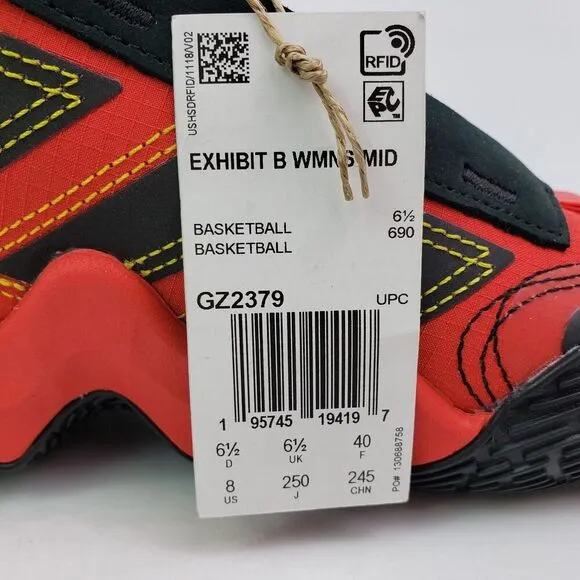 USHSDRFID/1118/V02
RFID
EPC
EXHIBIT B WMNS MID
BASKETBALL 6½
BASKETBALL 690
GZ2379 UPC
1 95745 19419 7
6½ 6½ 40
D UK F
8 250 245
US J CHN
PO# 130688758